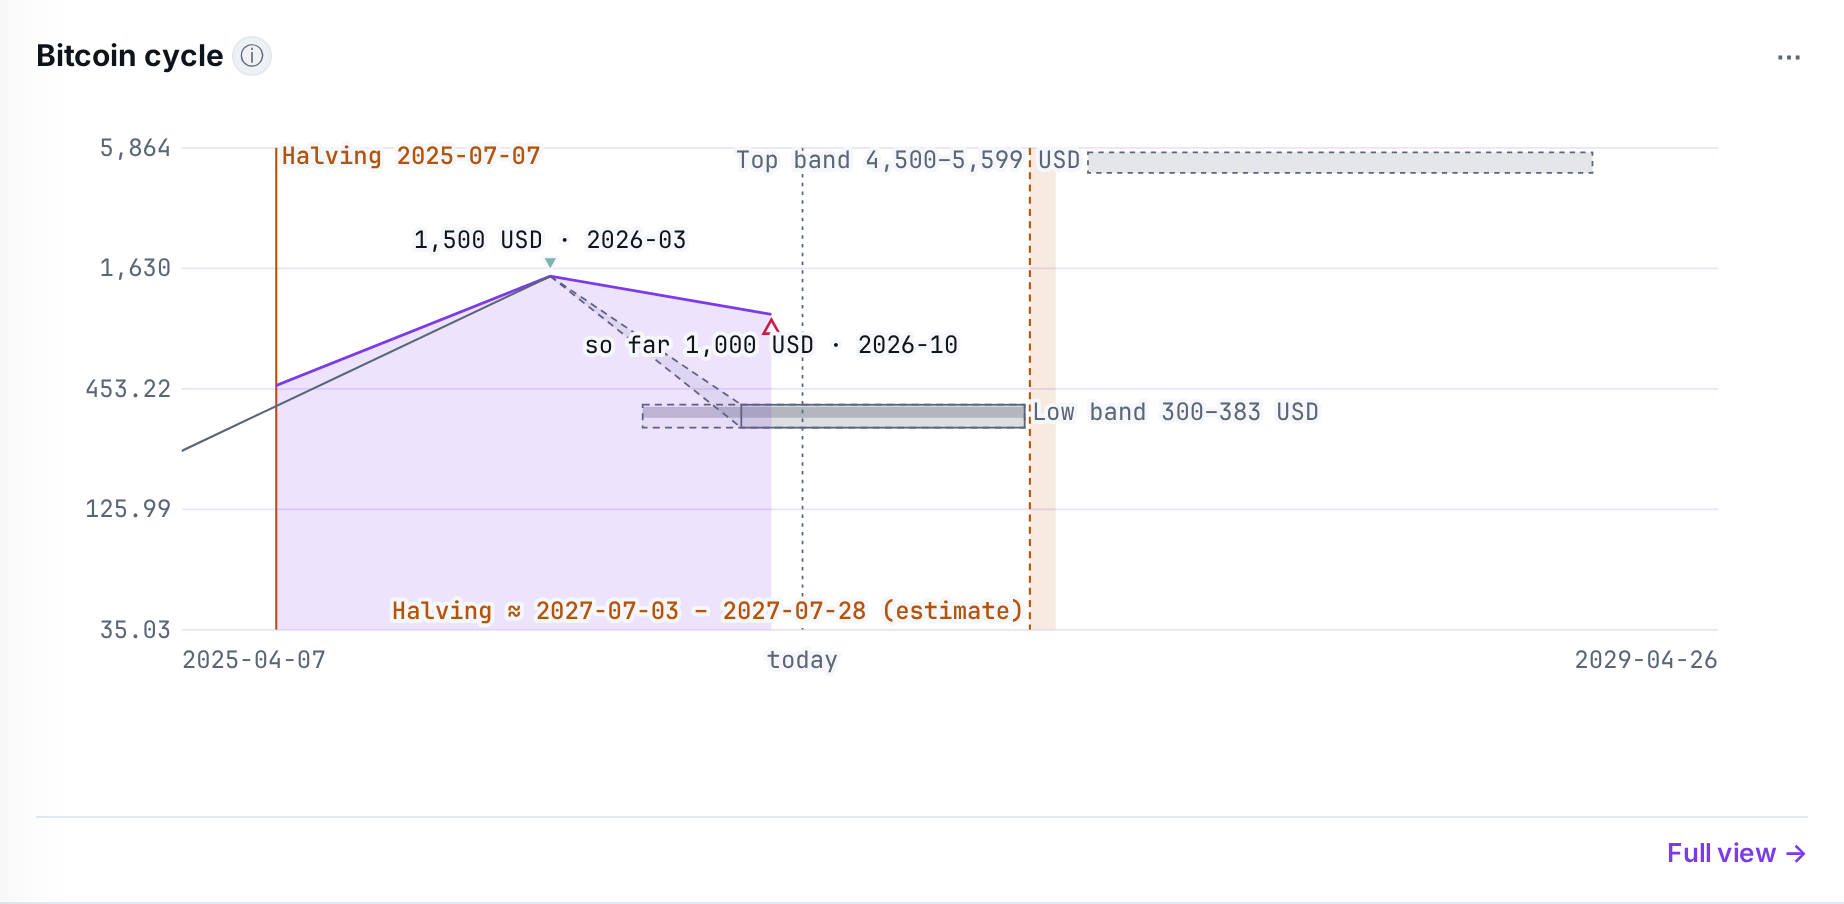 Bitcoin cycle ⓘ
...
5,864
Halving 2025-07-07
Top band 4,500–5,599 USD
1,500 USD · 2026-03
1,630
so far 1,000 USD · 2026-10
453.22
Low band 300–383 USD
125.99
Halving ≈ 2027-07-03 – 2027-07-28 (estimate)
35.03
2025-04-07
today
2029-04-26
Full view →